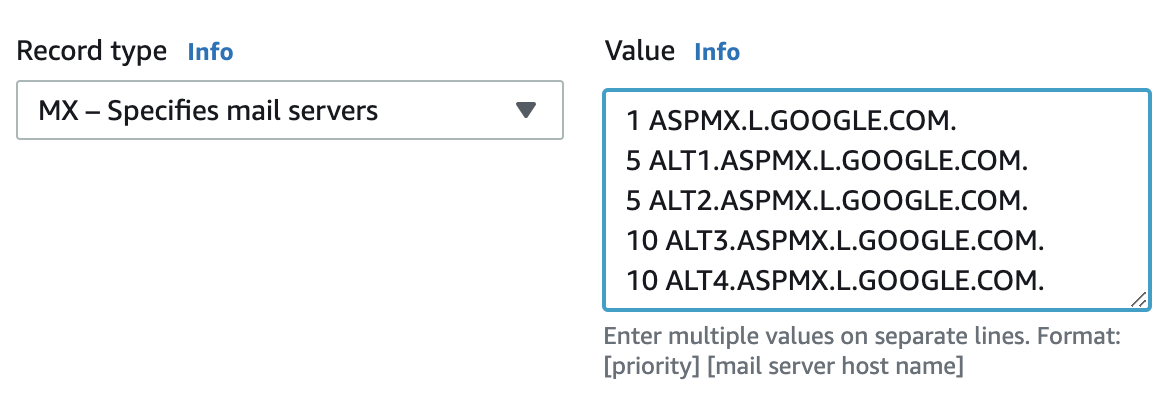 Record type Info
MX – Specifies mail servers
Value Info
1 ASPMX.L.GOOGLE.COM.
5 ALT1.ASPMX.L.GOOGLE.COM.
5 ALT2.ASPMX.L.GOOGLE.COM.
10 ALT3.ASPMX.L.GOOGLE.COM.
10 ALT4.ASPMX.L.GOOGLE.COM.
Enter multiple values on separate lines. Format:
[priority] [mail server host name]